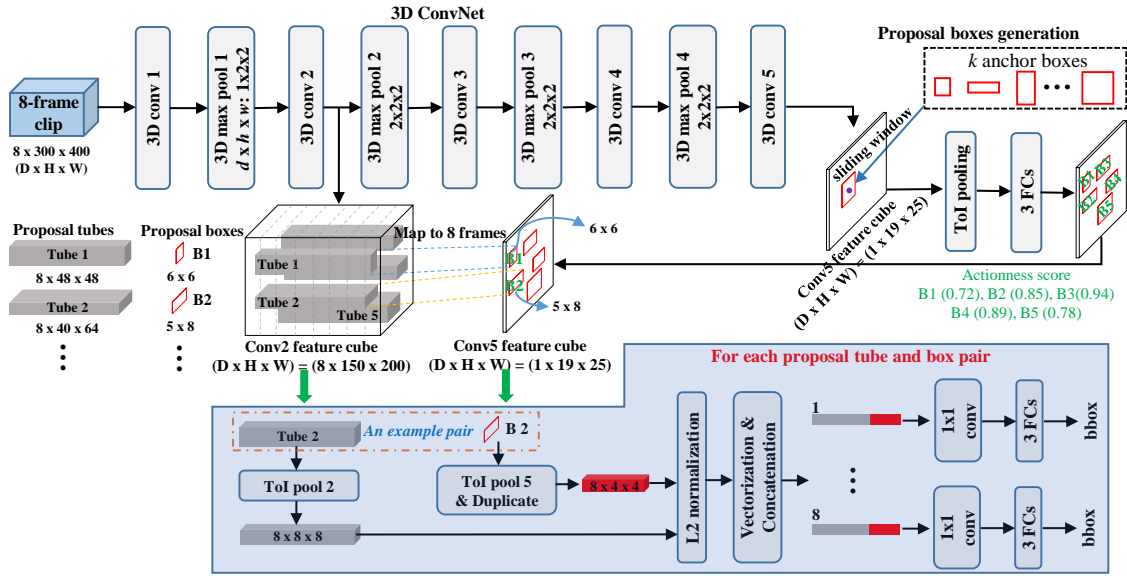 3D ConvNet
8-frame
clip
8 x 300 x 400
(D x H x W)
3D conv 1
3D max pool 1
d x h x w: 1x2x2
3D conv 2
3D max pool 2
2x2x2
3D conv 3
3D max pool 3
2x2x2
3D conv 4
3D max pool 4
2x2x2
3D conv 5
Proposal boxes generation
k anchor boxes
sliding window
Conv5 feature cube
(D x H x W) = (1 x 19 x 25)
ToI pooling
3 FCs
B1
B3
B4
B2
B5
Actionness score
B1 (0.72), B2 (0.85), B3(0.94)
B4 (0.89), B5 (0.78)
Proposal tubes
Proposal boxes
Tube 1
8 x 48 x 48
B1
6 x 6
Tube 2
8 x 40 x 64
B2
5 x 8
Map to 8 frames
Tube 1
Tube 2
Tube 5
B1
B2
6 x 6
5 x 8
Conv2 feature cube
(D x H x W) = (8 x 150 x 200)
Conv5 feature cube
(D x H x W) = (1 x 19 x 25)
For each proposal tube and box pair
Tube 2
An example pair
B 2
ToI pool 2
8 x 8 x 8
ToI pool 5
& Duplicate
8 x 4 x 4
L2 normalization
Vectorization &
Concatenation
1
1x1
conv
3 FCs
bbox
8
1x1
conv
3 FCs
bbox